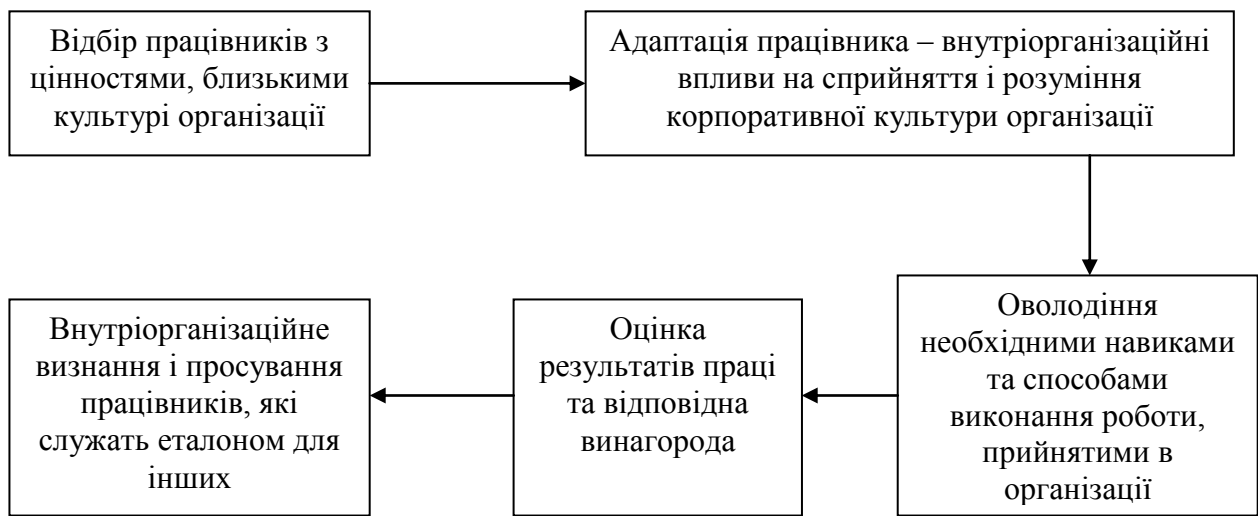 Відбір працівників з
цінностями, близькими
культурі організації
Адаптація працівника – внутріорганізаційні
впливи на сприйняття і розуміння
корпоративної культури організації
Оволодіння
необхідними навиками
та способами
виконання роботи,
прийнятими в
організації
Оцінка
результатів праці
та відповідна
винагорода
Внутріорганізаційне
визнання і просування
працівників, які
служать еталоном для
інших